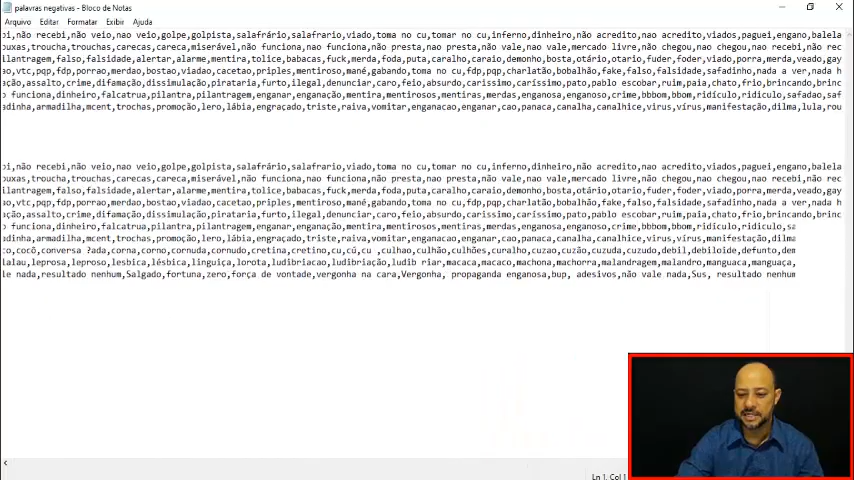 palavras negativas - Bloco de Notas
Arquivo Editar Formatar Exibir Ajuda
oi,não recebi,nao veio,nao veio,golpe,golpista,salafrário,salafrario,viado,toma no cu,tomar no cu,inferno,dinheiro,não acredito,nao acredito,viados,paguei,engano,balela
ouxas,troucha,trouchas,carecas,careca,miserável,não funciona,nao funciona,não presta,nao presta,não vale,nao vale,mercado livre,não chegou,nao chegou,nao recebi,não rec
ilantragem,falso,falsidade,alertar,alarme,mentira,tolice,babacas,fuck,merda,foda,puta,caralho,caraio,demonho,bosta,otário,otario,fuder,foder,viadao,porra,merda,veado,gay
ao,vtc,pqp,fdp,porrao,merdao,bostao,viadao,cacetao,priples,mentiroso,mané,gabando,toma no cu,fdp,pqp,charlatão,bobalhão,fake,falso,falsas,safadinho,nada a ver,nada h
ação,assalto,crime,difamação,dissimulação,pirataria,furto,ilegal,denunciar,caro,feio,absurdo,carissimo,caríssimo,pato,pablo escobar,ruim,paia,chato,frio,brincando,brinc
o funciona,dinheiro,falcatrua,pilantra,pilantragem,enganar,enganação,mentira,mentirosos,mentiras,merdas,enganosa,enganoso,crime,bbbom,bbom,ridículo,ridiculo,safadao,saf
adinha,armadilha,mcent,trochas,promoção,lero,lábia,engraçado,triste,raiva,vomitar,enganacao,enganacao,cao,panaca,canalha,canalhice,virus,vírus,manifestação,dilma,lula,rou
oi,não recebi,não veio,nao veio,golpe,golpista,salafrário,salafrario,viado,toma no cu,tomar no cu,inferno,dinheiro,não acredito,nao acredito,viados,paguei,engano,balela
ouxas,troucha,trouchas,carecas,careca,miserável,não funciona,nao funciona,não presta,nao presta,não vale,nao vale,mercado livre,não chegou,nao chegou,nao recebi,não rec
ilantragem,falso,falsidade,alertar,alarme,mentira,tolice,babacas,fuck,merda,foda,puta,caralho,caraio,demonho,bosta,otário,otario,fuder,foder,viados,porra,merda,veado,gay
ao,vtc,pqp,fdp,porrao,merdao,bostao,viadao,cacetao,priples,mentiroso,mané,gabando,toma no cu,fdp,pqp,charlatão,bobalhão,fake,falso,falsas,safadinho,nada a ver,nada h
ação,assalto,crime,difamação,dissimulação,pirataria,furto,ilegal,denunciar,caro,feio,absurdo,carissimo,caríssimo,pato,pablo escobar,ruim,paia,chato,frio,brincando,brinc
o funciona,dinheiro,falcatrua,pilantra,pilantragem,enganar,enganação,mentira,mentirosos,mentiras,merdas,enganosa,enganoso,crime,bbbom,bbom,ridículo,ridiculo,sa
adinha,armadilha,mcent,trochas,promoção,lero,lábia,engraçado,triste,raiva,vomitar,enganacao,cao,panaca,canalha,canalhice,virus,vírus,manifestação,dilma
ço,cocô,conversa ?ada,corna,corno,cornuda,cornudo,cretina,cretino,cu,cú,cu ,culhao,culhão,culhões,curalho,cuzao,cuzão,cuzuda,cuzudo,debil,debiloide,defunto,dem
lalau,leprosa,leproso,lesbica,lésbica,linguiça,lorota,ludibriacao,ludibriação,ludib riar,macaca,macaco,machona,machorra,malandragem,malandro,manguaca,manguaça,
le nada,resultado nenhum,Salgado,fortuna,zero,força de vontade,vergonha na cara,Vergonha, propaganda enganosa,bup, adesivos,não vale nada,Sus, resultado nenhum
Ln 1, Col 1